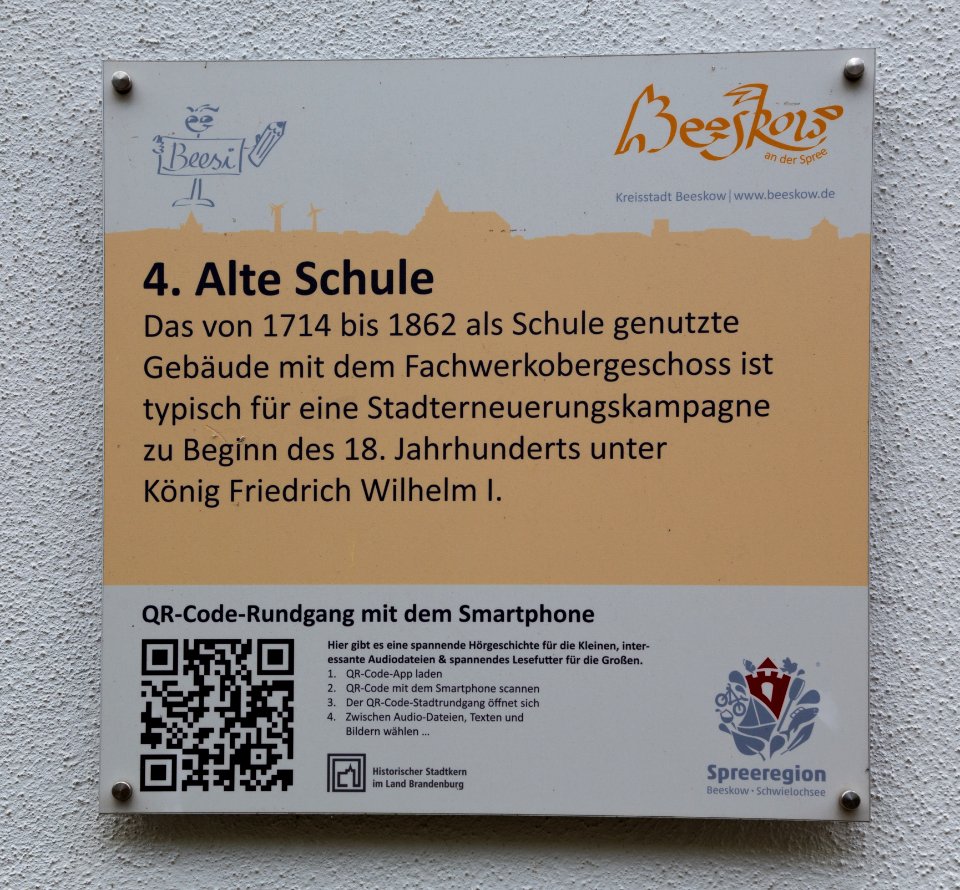 Beesi
Beeskow
an der Spree
Kreisstadt Beeskow | www.beeskow.de
4. Alte Schule
Das von 1714 bis 1862 als Schule genutzte
Gebäude mit dem Fachwerkobergeschoss ist
typisch für eine Stadterneuerungskampagne
zu Beginn des 18. Jahrhunderts unter
König Friedrich Wilhelm I.
QR-Code-Rundgang mit dem Smartphone
Hier gibt es eine spannende Hörgeschichte für die Kleinen, inter-
essante Audiodateien & spannendes Lesefutter für die Großen.
1. QR-Code-App laden
2. QR-Code mit dem Smartphone scannen
3. Der QR-Code-Stadtrundgang öffnet sich
4. Zwischen Audio-Dateien, Texten und
Bildern wählen ...
Historischer Stadtkern
im Land Brandenburg
Spreeregion
Beeskow · Schwielochsee